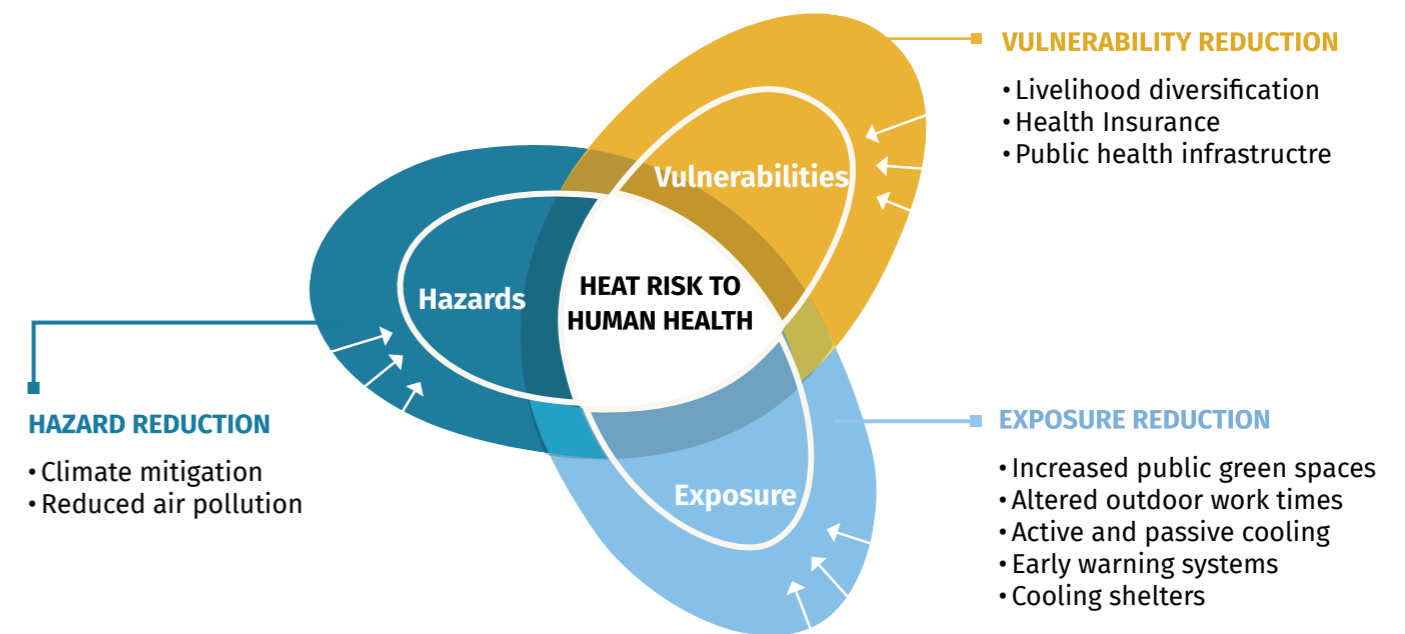 VULNERABILITY REDUCTION
• Livelihood diversification
• Health Insurance
• Public health infrastructre
Vulnerabilities
HEAT RISK TO
HUMAN HEALTH
Hazards
HAZARD REDUCTION
• Climate mitigation
• Reduced air pollution
Exposure
EXPOSURE REDUCTION
• Increased public green spaces
• Altered outdoor work times
• Active and passive cooling
• Early warning systems
• Cooling shelters